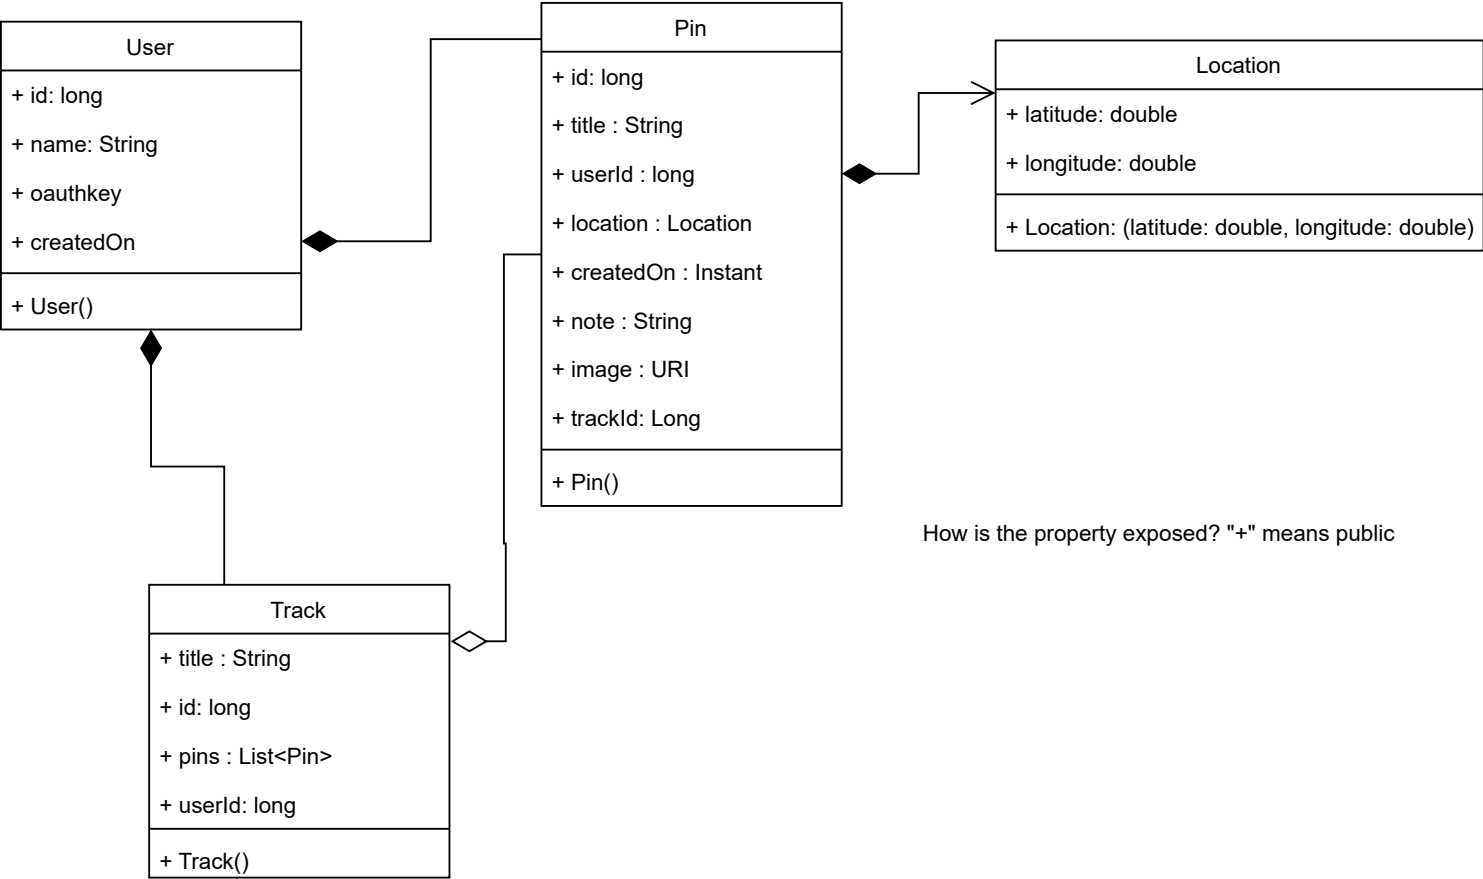 User
+ id: long
+ name: String
+ oauthkey
+ createdOn
+ User()
Pin
+ id: long
+ title : String
+ userId : long
+ location : Location
+ createdOn : Instant
+ note : String
+ image : URI
+ trackId: Long
+ Pin()
Location
+ latitude: double
+ longitude: double
+ Location: (latitude: double, longitude: double)
How is the property exposed? "+" means public
Track
+ title : String
+ id: long
+ pins : List<Pin>
+ userId: long
+ Track()